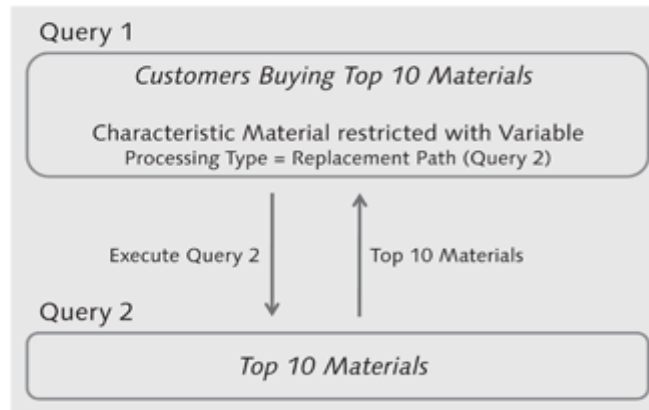 Query 1
Customers Buying Top 10 Materials
Characteristic Material restricted with Variable
Processing Type = Replacement Path (Query 2)
Execute Query 2
Top 10 Materials
Query 2
Top 10 Materials